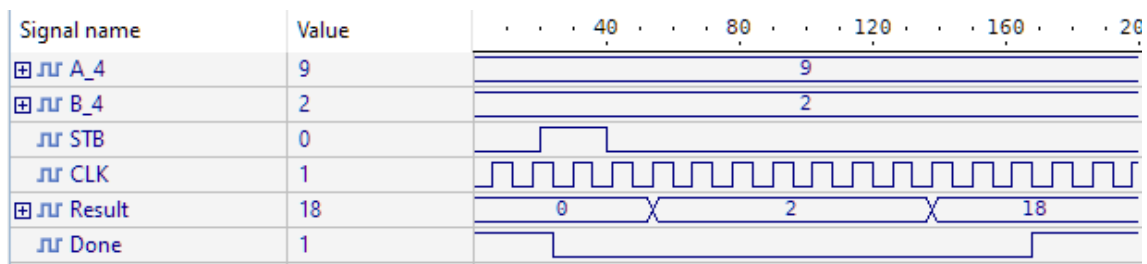 Signal name Value 40 80 120 160 20
A_4 9 9
B_4 2 2
STB 0
CLK 1
Result 18 0 2 18
Done 1